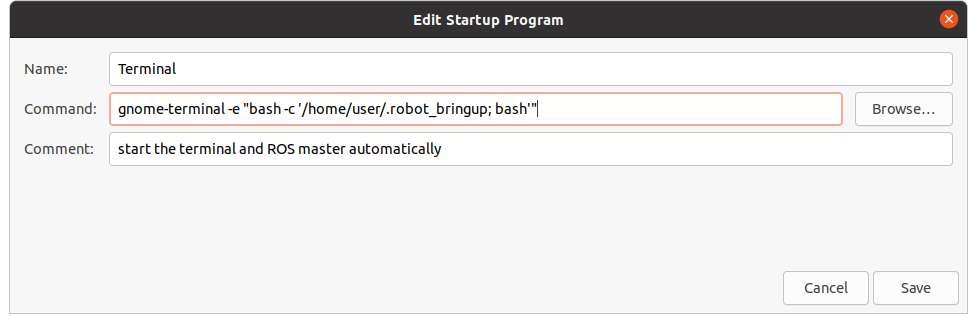 Edit Startup Program
Name: Terminal
Command: gnome-terminal -e "bash -c '/home/user/.robot_bringup; bash'" Browse...
Comment: start the terminal and ROS master automatically
Cancel Save